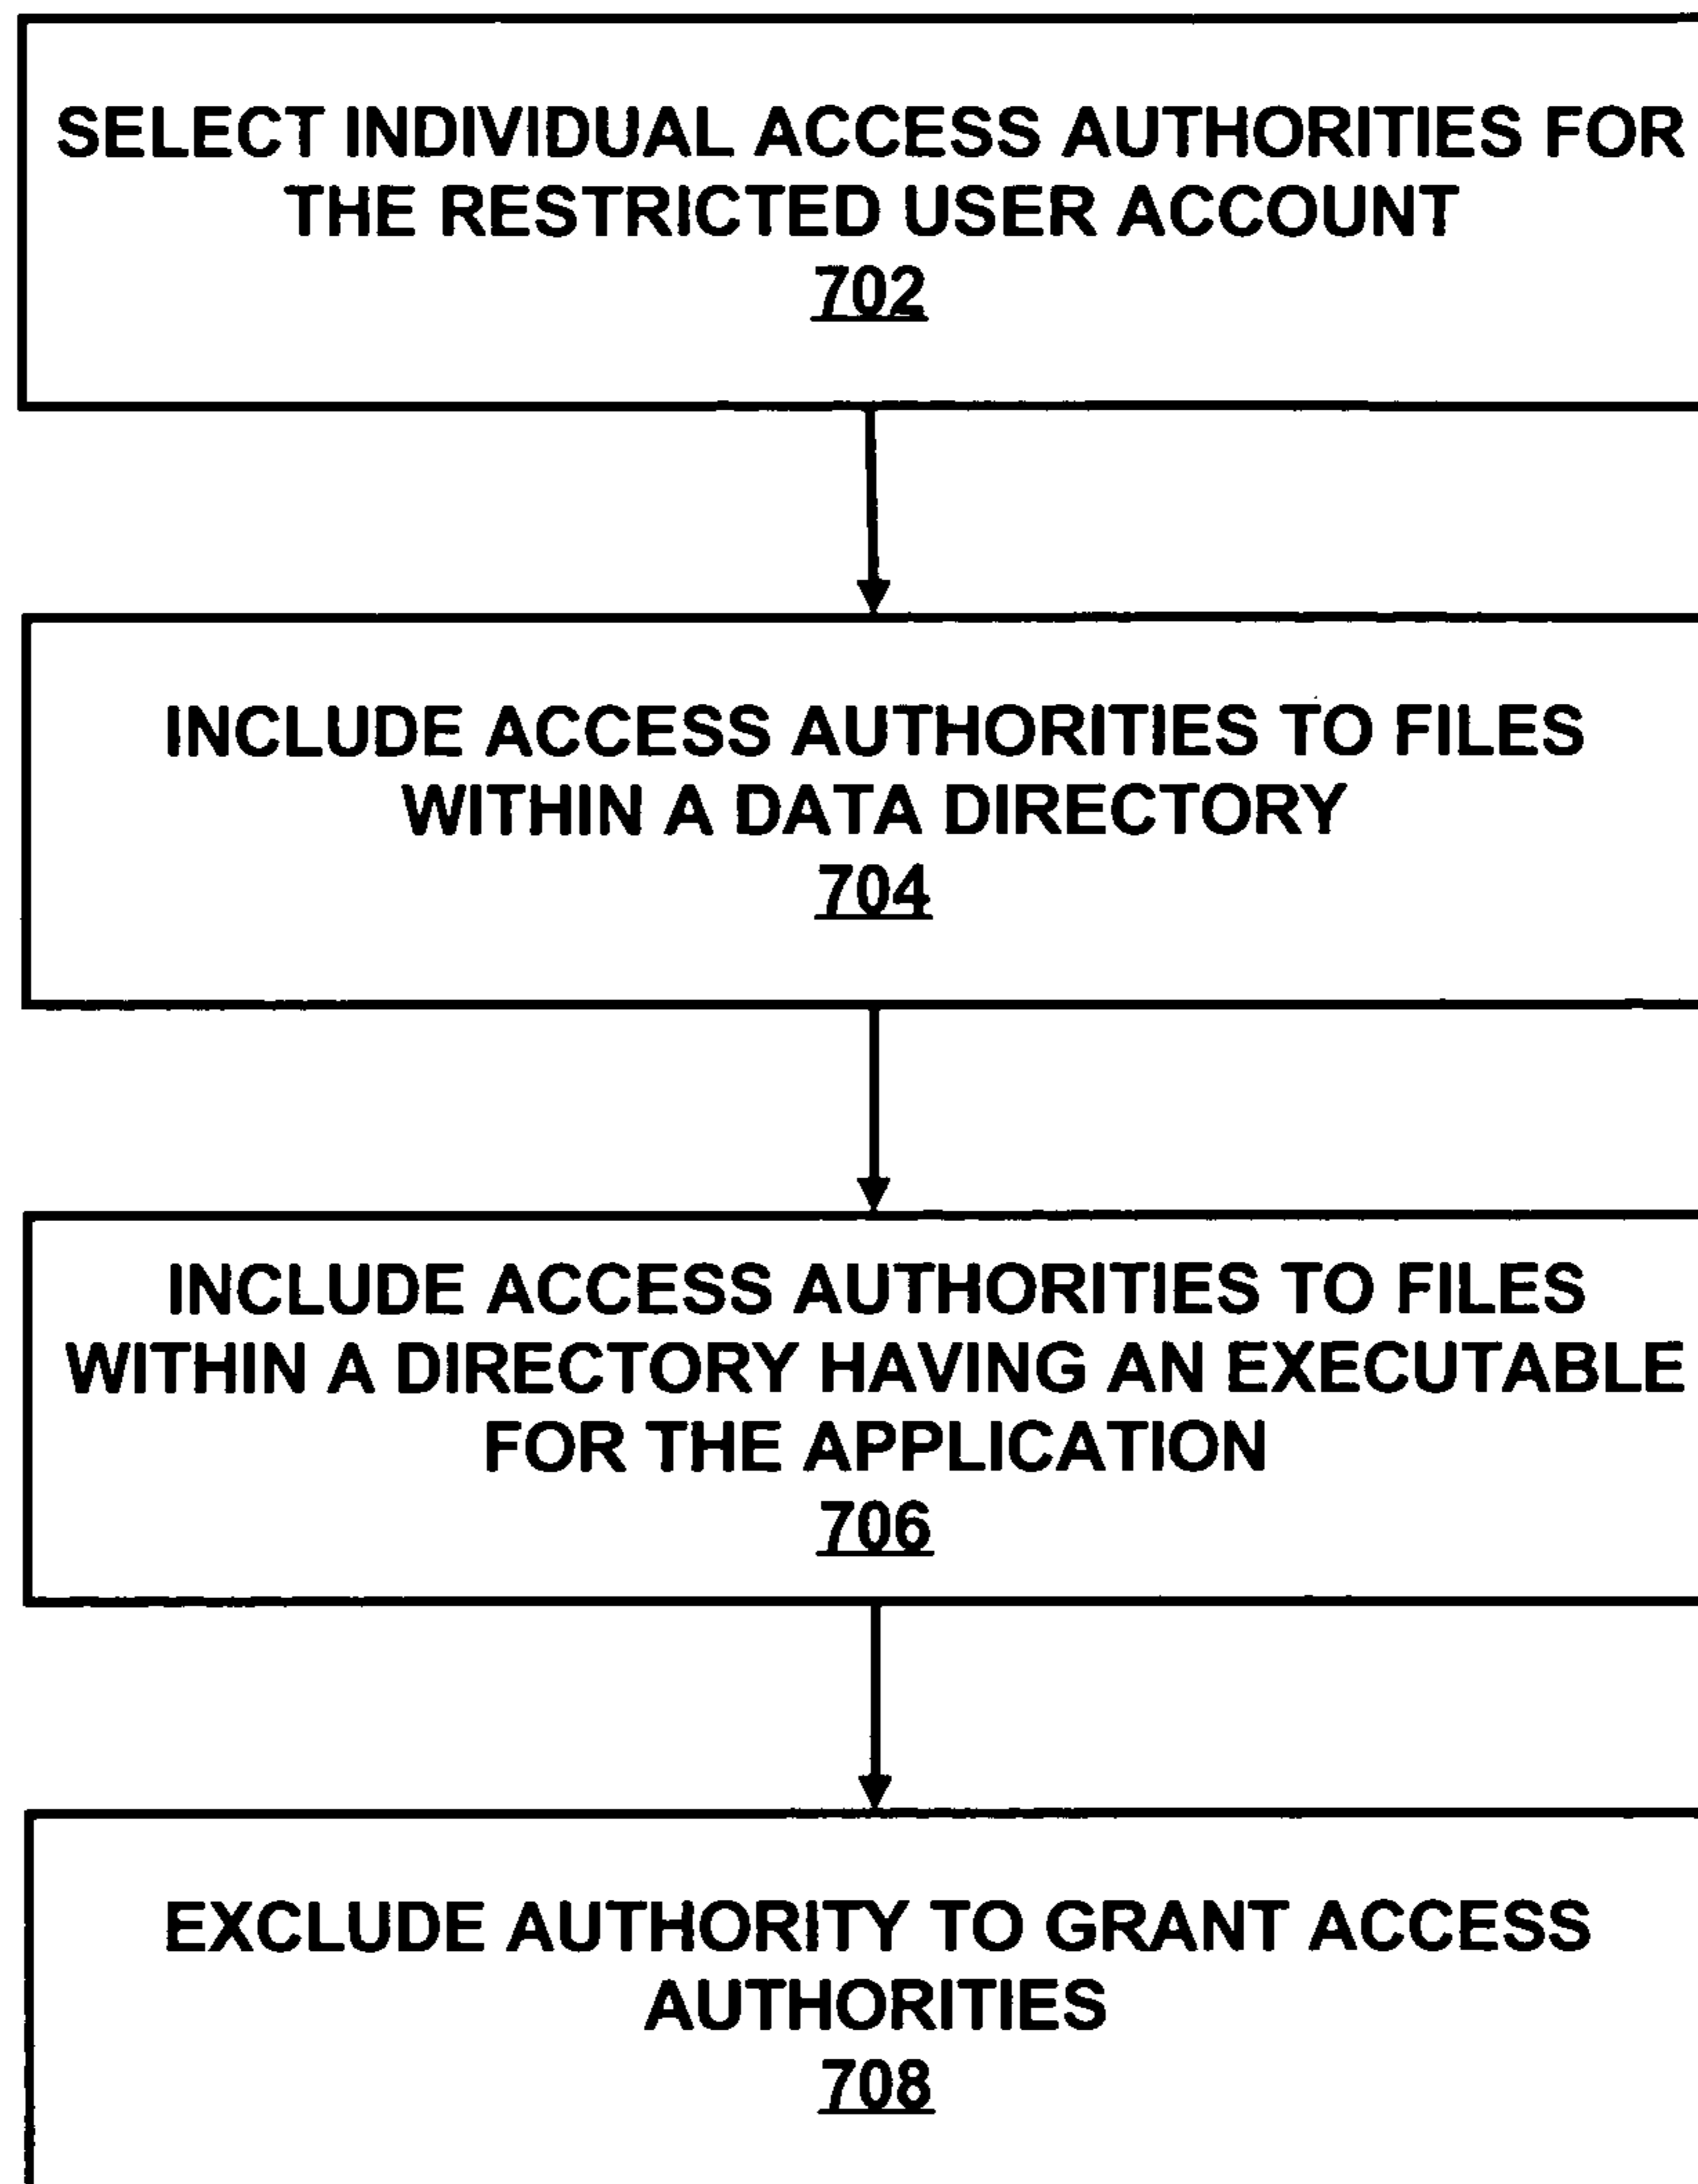 SELECT INDIVIDUAL ACCESS AUTHORITIES FOR
THE RESTRICTED USER ACCOUNT
702
INCLUDE ACCESS AUTHORITIES TO FILES
WITHIN A DATA DIRECTORY
704
INCLUDE ACCESS AUTHORITIES TO FILES
WITHIN A DIRECTORY HAVING AN EXECUTABLE
FOR THE APPLICATION
706
EXCLUDE AUTHORITY TO GRANT ACCESS
AUTHORITIES
708